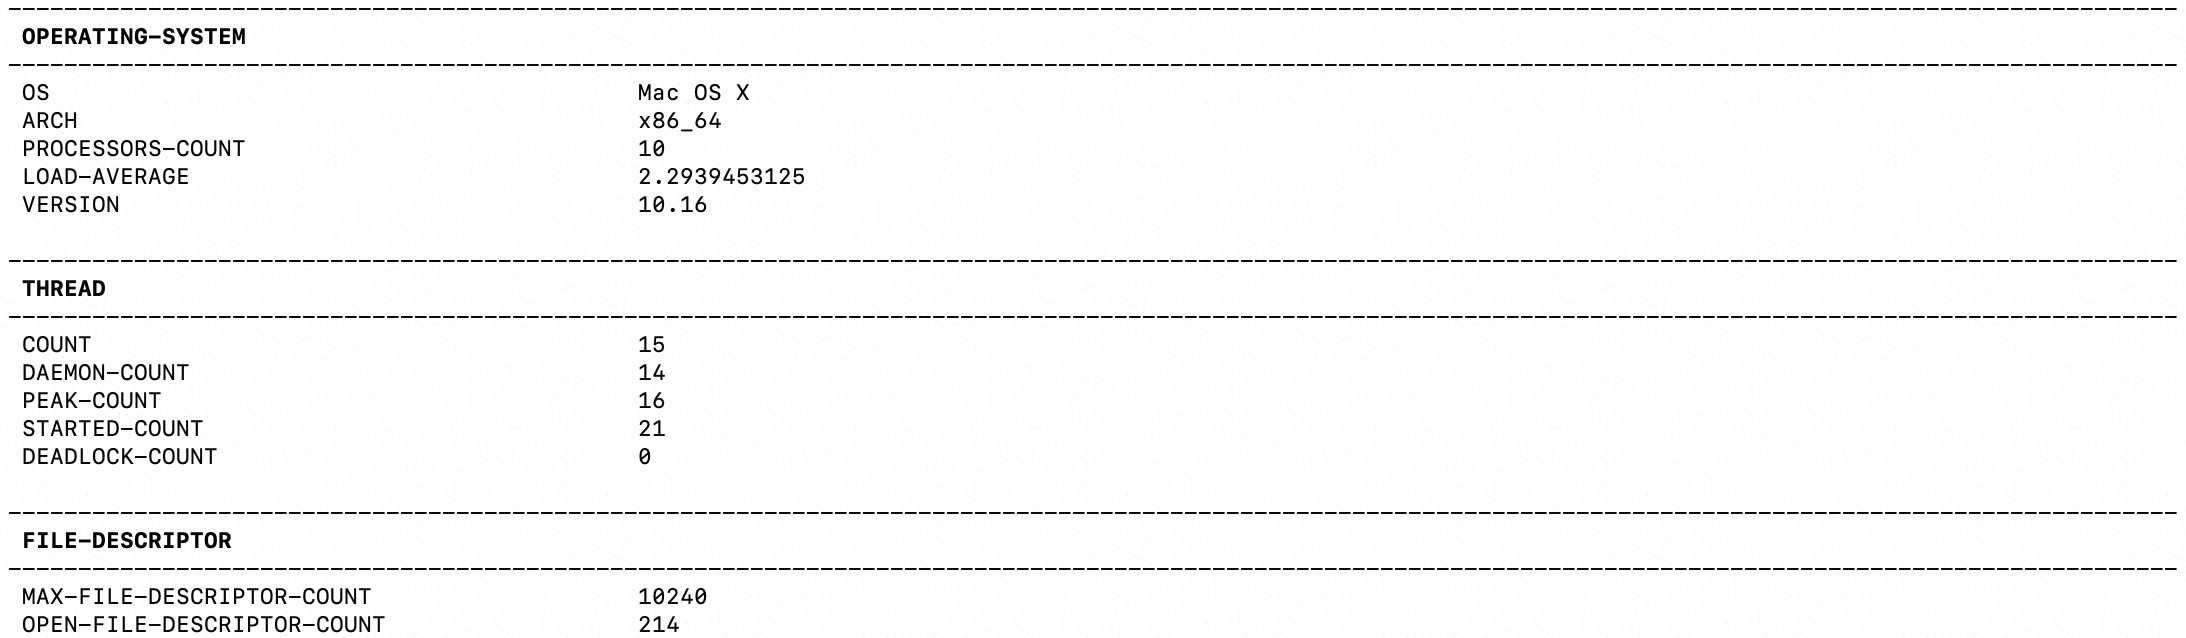 OPERATING-SYSTEM
OS Mac OS X
ARCH x86_64
PROCESSORS-COUNT 10
LOAD-AVERAGE 2.2939453125
VERSION 10.16
THREAD
COUNT 15
DAEMON-COUNT 14
PEAK-COUNT 16
STARTED-COUNT 21
DEADLOCK-COUNT 0
FILE-DESCRIPTOR
MAX-FILE-DESCRIPTOR-COUNT 10240
OPEN-FILE-DESCRIPTOR-COUNT 214